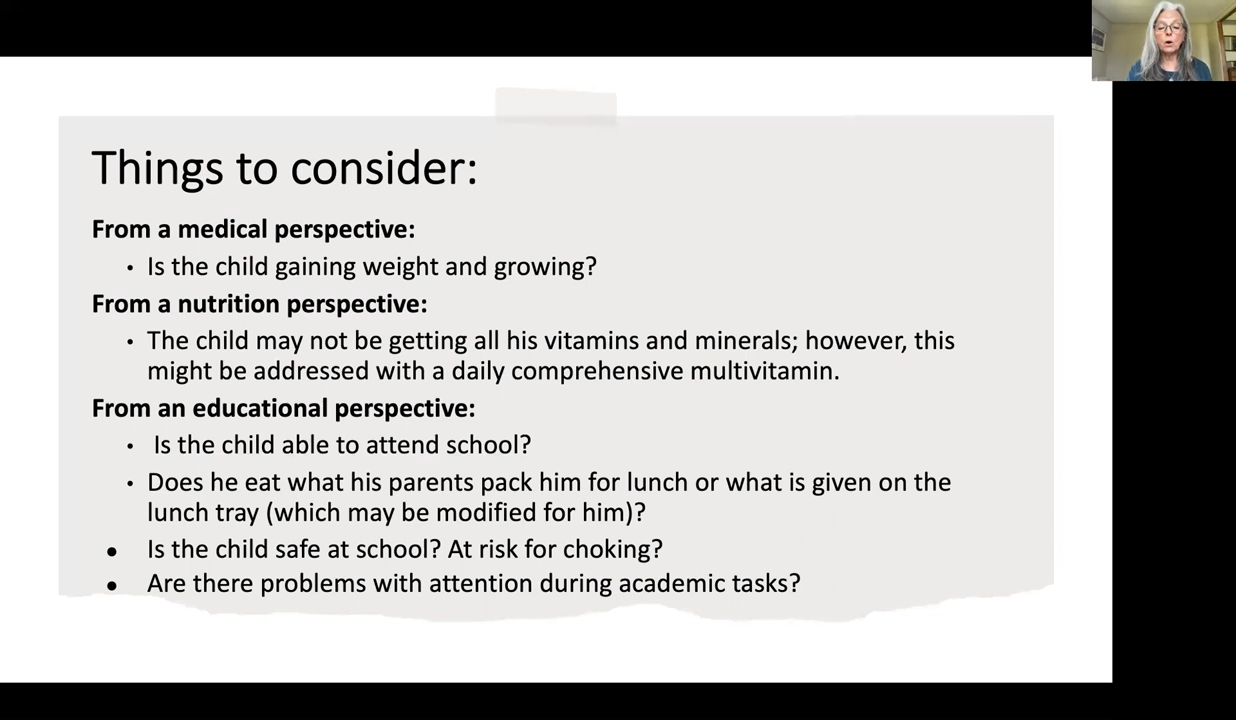 Things to consider:
From a medical perspective:
• Is the child gaining weight and growing?
From a nutrition perspective:
• The child may not be getting all his vitamins and minerals; however, this
might be addressed with a daily comprehensive multivitamin.
From an educational perspective:
• Is the child able to attend school?
• Does he eat what his parents pack him for lunch or what is given on the
lunch tray (which may be modified for him)?
• Is the child safe at school? At risk for choking?
• Are there problems with attention during academic tasks?